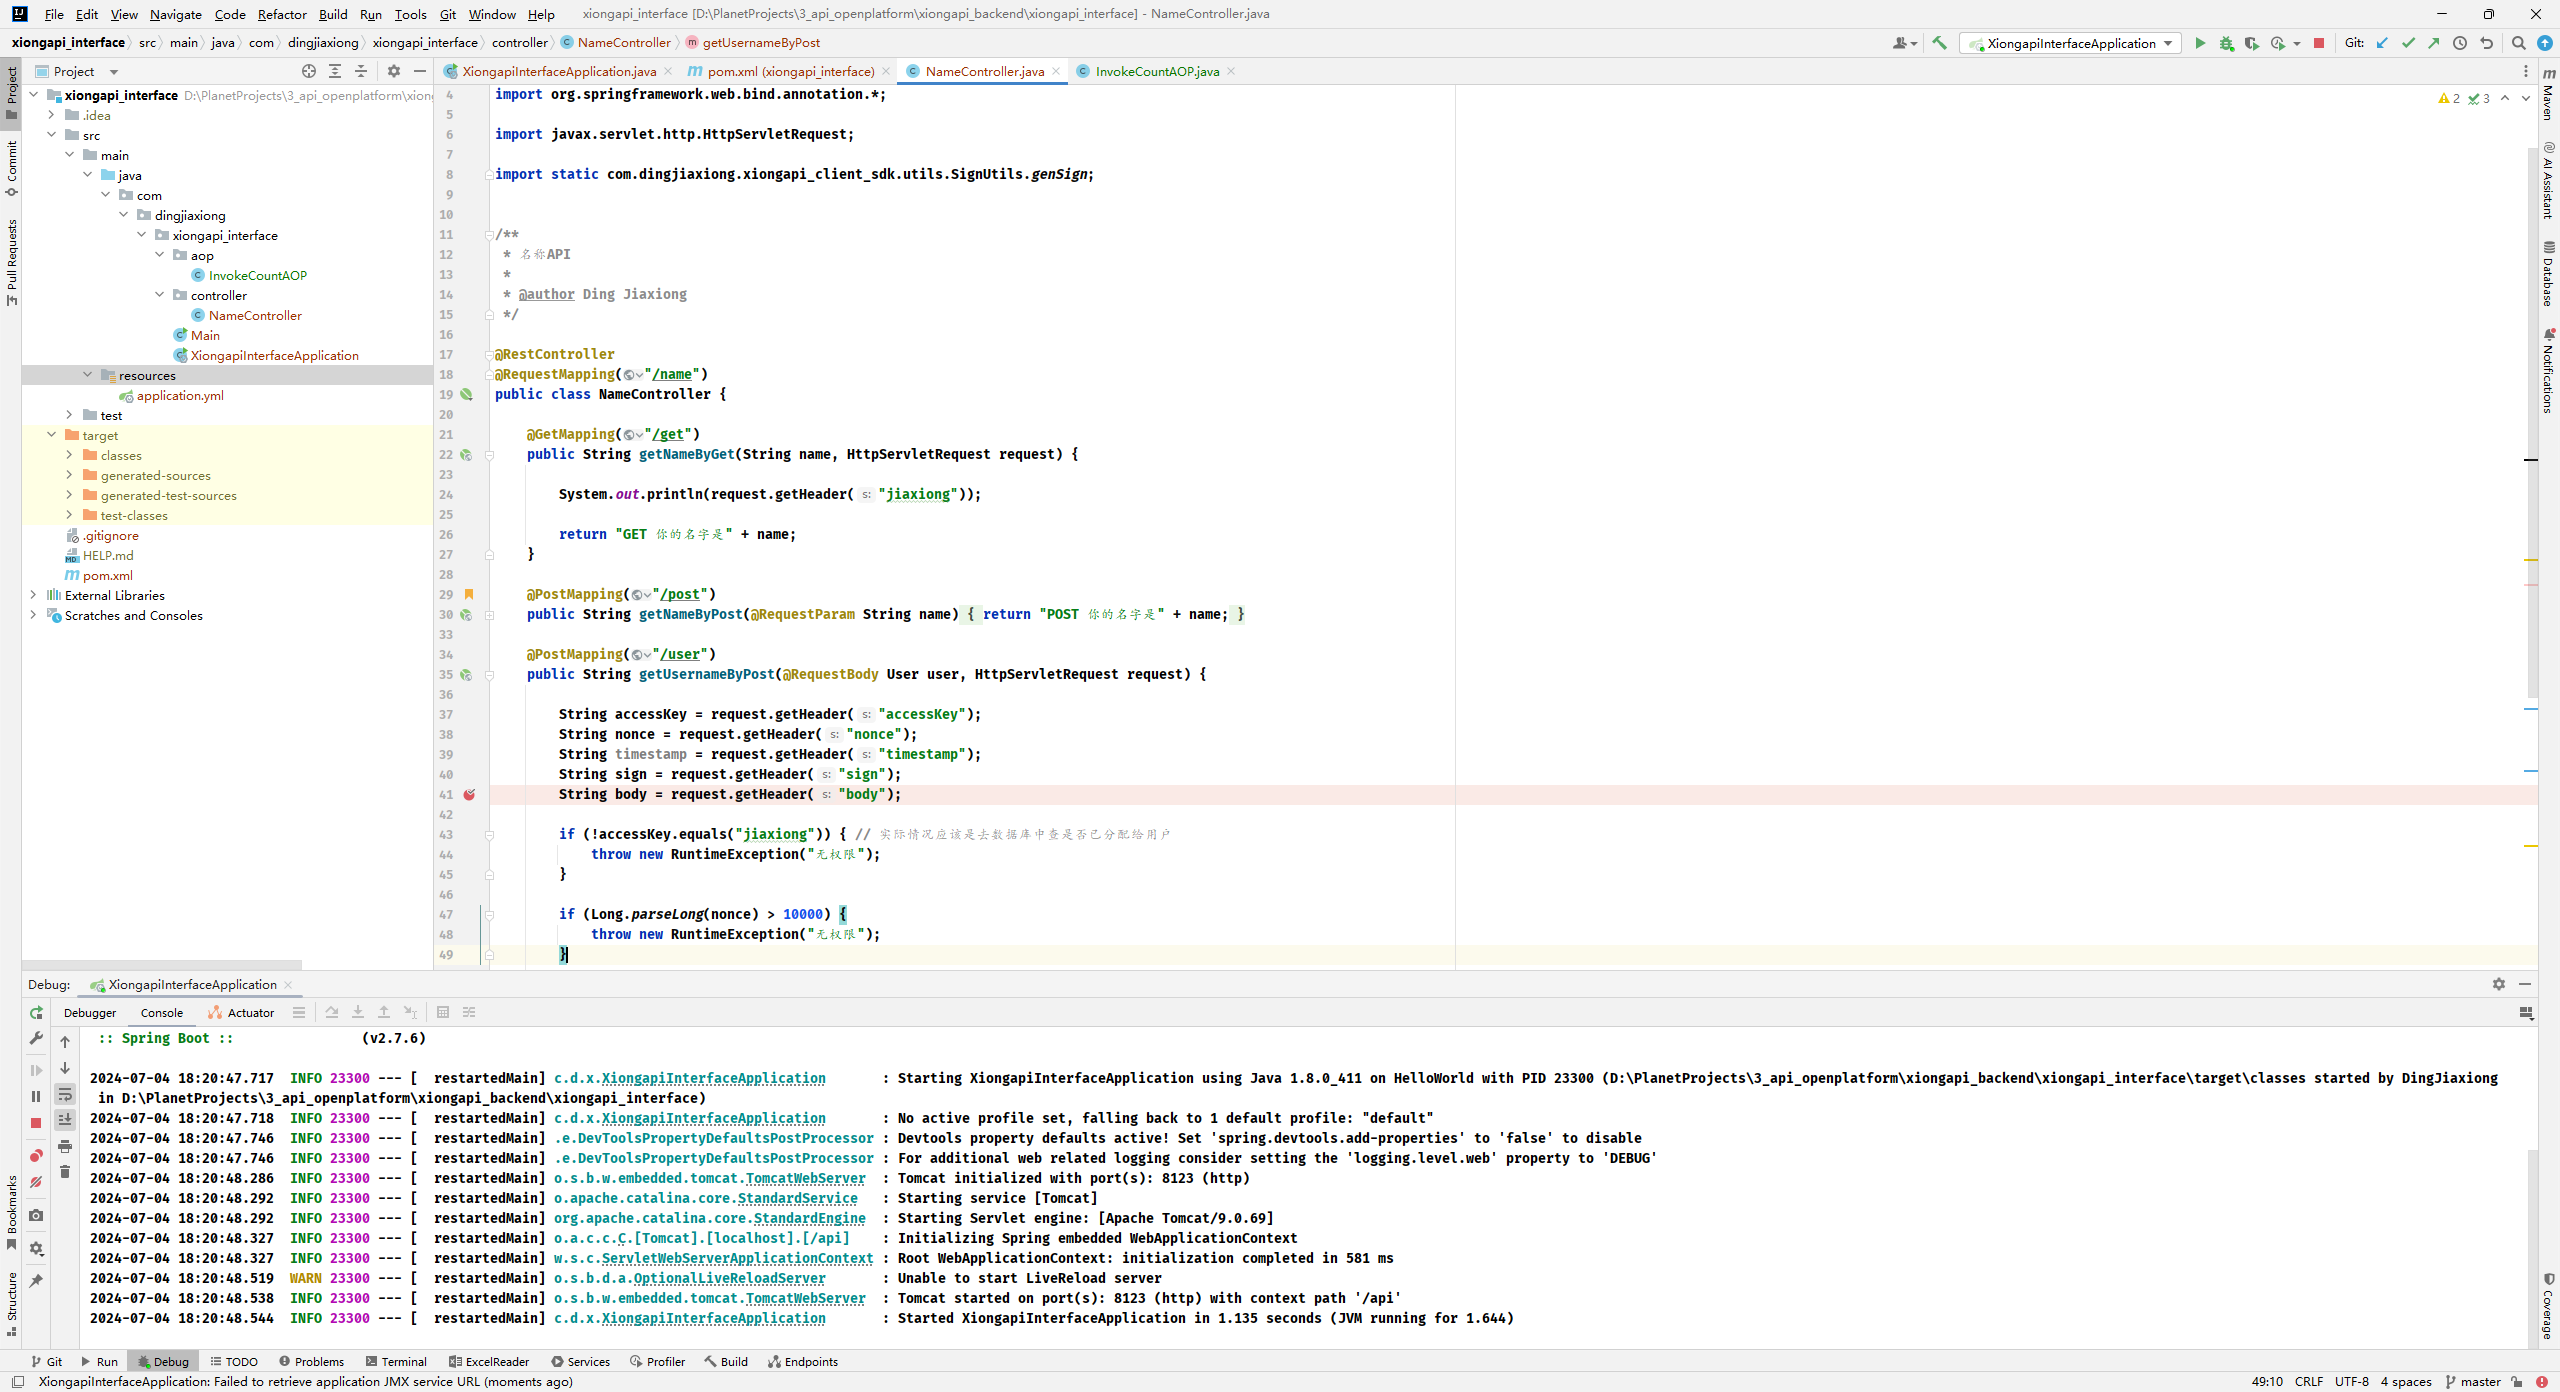 File Edit View Navigate Code Refactor Build Run Tools Git Window Help xiongapi_interface [D:\PlanetProjects\3_api_openplatform\xiongapi_backend\xiongapi_interface] - NameController.java
xiongapi_interface src main java com dingjiaxiong xiongapi_interface controller NameController getUsernameByPost XiongapiInterfaceApplication Git:
Project XiongapiInterfaceApplication.java pom.xml (xiongapi_interface) NameController.java InvokeCountAOP.java
Project
Commit
Pull Requests
Bookmarks
Structure
xiongapi_interface D:\PlanetProjects\3_api_openplatform\xiong
.idea
src
main
java
com
dingjiaxiong
xiongapi_interface
aop
InvokeCountAOP
controller
NameController
Main
XiongapiInterfaceApplication
resources
application.yml
test
target
classes
generated-sources
generated-test-sources
test-classes
.gitignore
HELP.md
pom.xml
External Libraries
Scratches and Consoles
2 3
4 import org.springframework.web.bind.annotation.*;
5
6 import javax.servlet.http.HttpServletRequest;
7
8 import static com.dingjiaxiong.xiongapi_client_sdk.utils.SignUtils.genSign;
9
10
11 /**
12 * 名称API
13 *
14 * @author Ding Jiaxiong
15 */
16
17 @RestController
18 @RequestMapping("/name")
19 public class NameController {
20
21 @GetMapping("/get")
22 public String getNameByGet(String name, HttpServletRequest request) {
23
24 System.out.println(request.getHeader( s: "jiaxiong"));
25
26 return "GET 你的名字是" + name;
27 }
28
29 @PostMapping("/post")
30 public String getNameByPost(@RequestParam String name) { return "POST 你的名字是" + name; }
33
34 @PostMapping("/user")
35 public String getUsernameByPost(@RequestBody User user, HttpServletRequest request) {
36
37 String accessKey = request.getHeader( s: "accessKey");
38 String nonce = request.getHeader( s: "nonce");
39 String timestamp = request.getHeader( s: "timestamp");
40 String sign = request.getHeader( s: "sign");
41 String body = request.getHeader( s: "body");
42
43 if (!accessKey.equals("jiaxiong")) { // 实际情况应该是去数据库中查是否已分配给用户
44 throw new RuntimeException("无权限");
45 }
46
47 if (Long.parseLong(nonce) > 10000) {
48 throw new RuntimeException("无权限");
49 }
Maven
AI Assistant
Database
Notifications
Coverage
Debug: XiongapiInterfaceApplication
Debugger Console Actuator
:: Spring Boot :: (v2.7.6)
2024-07-04 18:20:47.717 INFO 23300 --- [ restartedMain] c.d.x.XiongapiInterfaceApplication : Starting XiongapiInterfaceApplication using Java 1.8.0_411 on HelloWorld with PID 23300 (D:\PlanetProjects\3_api_openplatform\xiongapi_backend\xiongapi_interface\target\classes started by DingJiaxiong
in D:\PlanetProjects\3_api_openplatform\xiongapi_backend\xiongapi_interface)
2024-07-04 18:20:47.718 INFO 23300 --- [ restartedMain] c.d.x.XiongapiInterfaceApplication : No active profile set, falling back to 1 default profile: "default"
2024-07-04 18:20:47.746 INFO 23300 --- [ restartedMain] .e.DevToolsPropertyDefaultsPostProcessor : Devtools property defaults active! Set 'spring.devtools.add-properties' to 'false' to disable
2024-07-04 18:20:47.746 INFO 23300 --- [ restartedMain] .e.DevToolsPropertyDefaultsPostProcessor : For additional web related logging consider setting the 'logging.level.web' property to 'DEBUG'
2024-07-04 18:20:48.286 INFO 23300 --- [ restartedMain] o.s.b.w.embedded.tomcat.TomcatWebServer : Tomcat initialized with port(s): 8123 (http)
2024-07-04 18:20:48.292 INFO 23300 --- [ restartedMain] o.apache.catalina.core.StandardService : Starting service [Tomcat]
2024-07-04 18:20:48.292 INFO 23300 --- [ restartedMain] org.apache.catalina.core.StandardEngine : Starting Servlet engine: [Apache Tomcat/9.0.69]
2024-07-04 18:20:48.327 INFO 23300 --- [ restartedMain] o.a.c.c.C.[Tomcat].[localhost].[/api] : Initializing Spring embedded WebApplicationContext
2024-07-04 18:20:48.327 INFO 23300 --- [ restartedMain] w.s.c.ServletWebServerApplicationContext : Root WebApplicationContext: initialization completed in 581 ms
2024-07-04 18:20:48.519 WARN 23300 --- [ restartedMain] o.s.b.d.a.OptionalLiveReloadServer : Unable to start LiveReload server
2024-07-04 18:20:48.538 INFO 23300 --- [ restartedMain] o.s.b.w.embedded.tomcat.TomcatWebServer : Tomcat started on port(s): 8123 (http) with context path '/api'
2024-07-04 18:20:48.544 INFO 23300 --- [ restartedMain] c.d.x.XiongapiInterfaceApplication : Started XiongapiInterfaceApplication in 1.135 seconds (JVM running for 1.644)
Git Run Debug TODO Problems Terminal ExcelReader Services Profiler Build Endpoints
XiongapiInterfaceApplication: Failed to retrieve application JMX service URL (moments ago) 49:10 CRLF UTF-8 4 spaces master